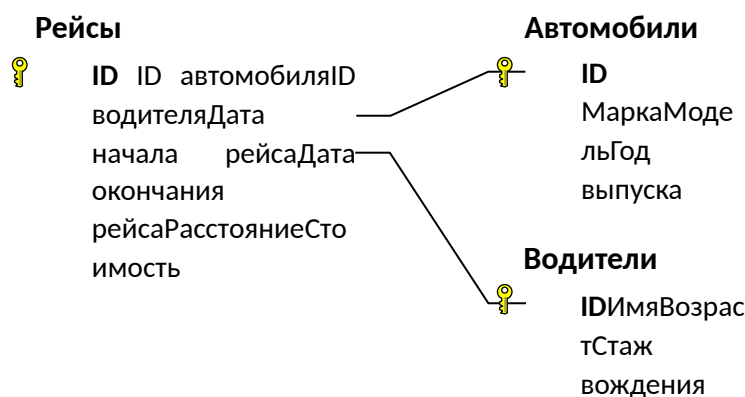 Рейсы
ID ID автомобиляID
водителяДата
начала рейсаДата
окончания
рейсаРасстояниеСто
имость
Автомобили
ID
МаркаМоде
льГод
выпуска
Водители
IDИмяВозрас
тСтаж
вождения